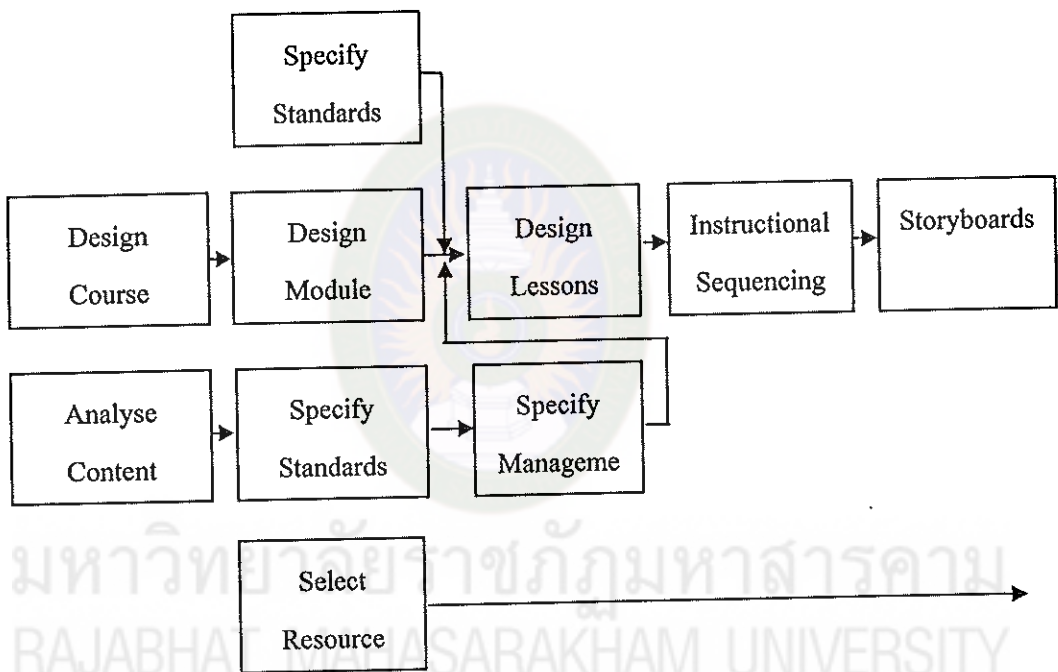 Specify
Standards
Design
Course
Design
Module
Design
Lessons
Instructional
Sequencing
Storyboards
Analyse
Content
Specify
Standards
Specify
Manageme
Select
Resource
มหาวิทยาลัยราชภัฏมหาสารคาม
RAJABHAT MAHASARAKHAM UNIVERSITY